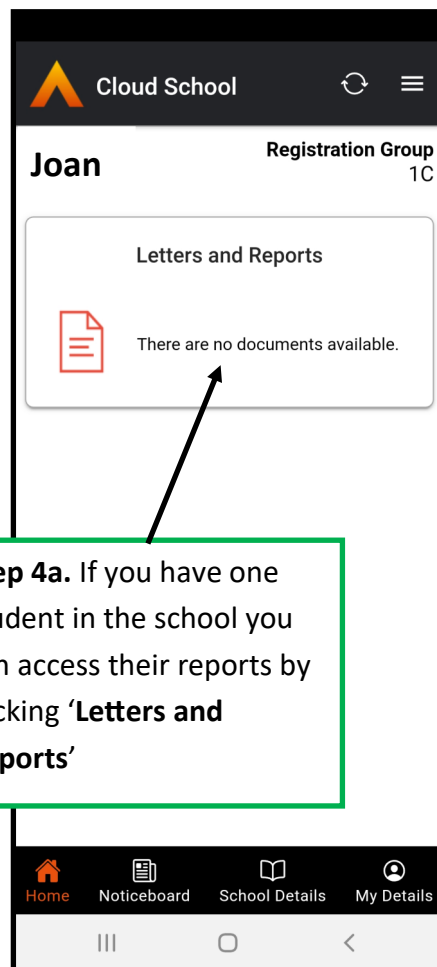 Cloud School
Joan
Registration Group
1C
Letters and Reports
There are no documents available.
ep 4a. If you have one
udent in the school you
n access their reports by
cking ‘Letters and
ports’
Home Noticeboard School Details My Details